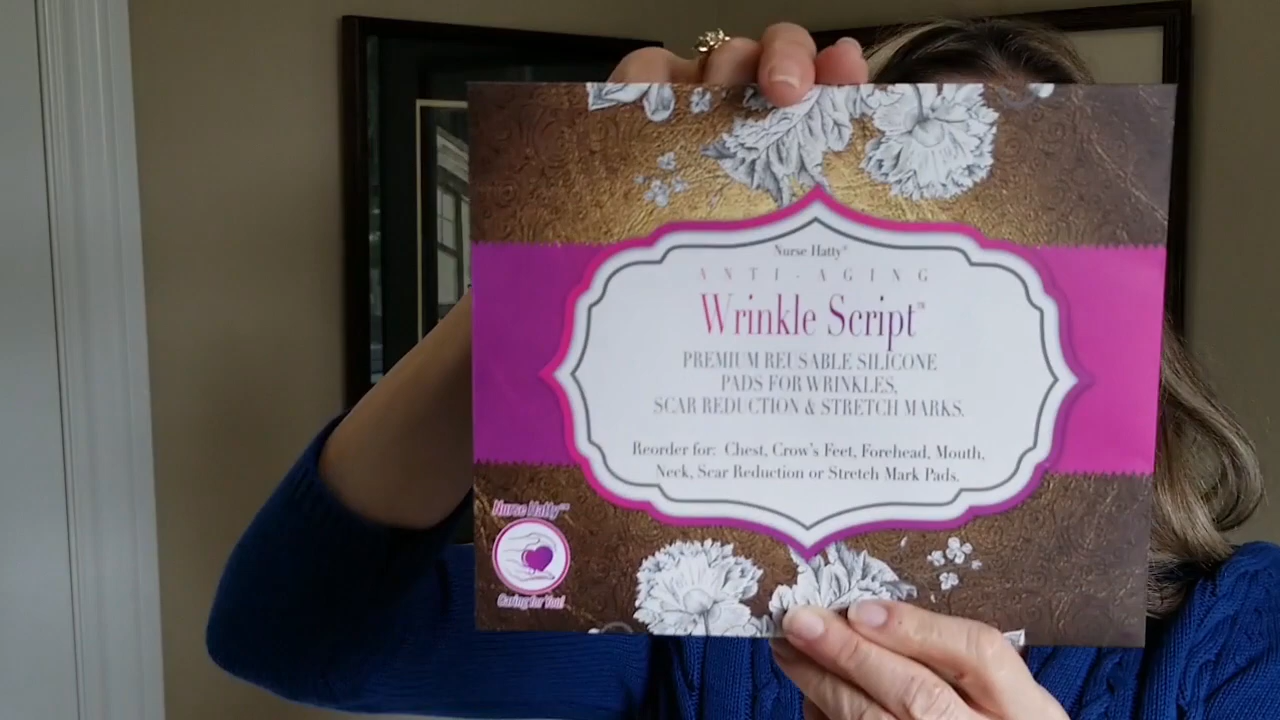 Nurse Hatty®
ANTI-AGING
Wrinkle Script™
PREMIUM REUSABLE SILICONE
PADS FOR WRINKLES,
SCAR REDUCTION & STRETCH MARKS.
Reorder for: Chest, Crow's Feet, Forehead, Mouth,
Neck, Scar Reduction or Stretch Mark Pads.
Nurse Hatty™
Caring for You!